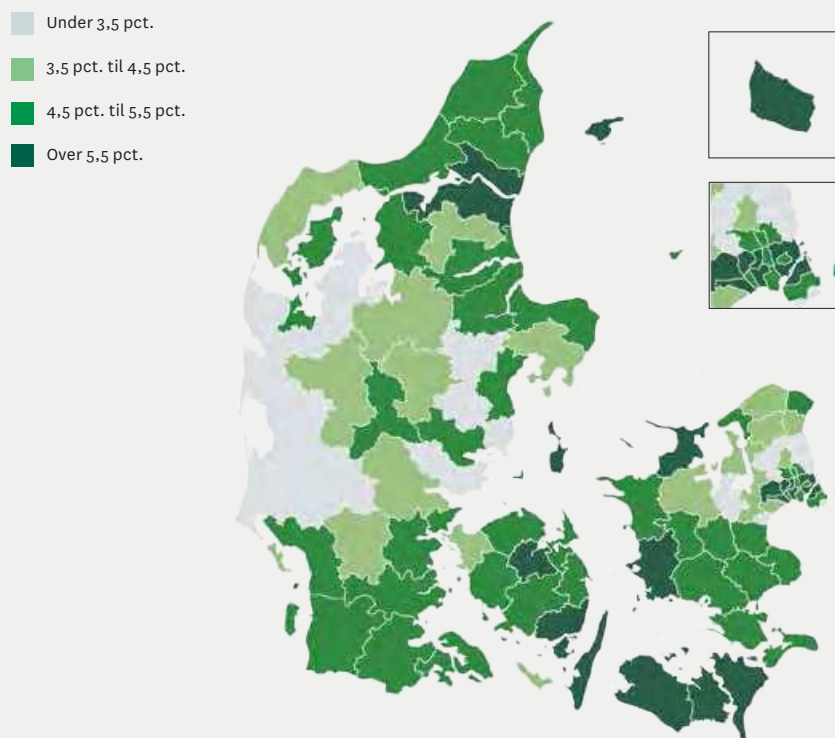 Under 3,5 pct.
3,5 pct. til 4,5 pct.
4,5 pct. til 5,5 pct.
Over 5,5 pct.